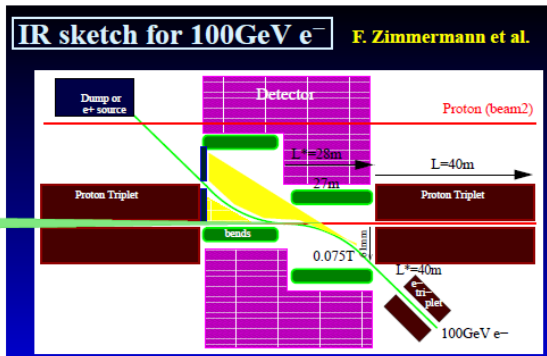 IR sketch for 100GeV e⁻
F. Zimmermann et al.
Dump or
e+ source
Detector
Proton (beam2)
L*=28m
L=40m
27m
Proton Triplet
Proton Triplet
bends
0.075T
L*=40m
e−
tri−
plet
100GeV e−